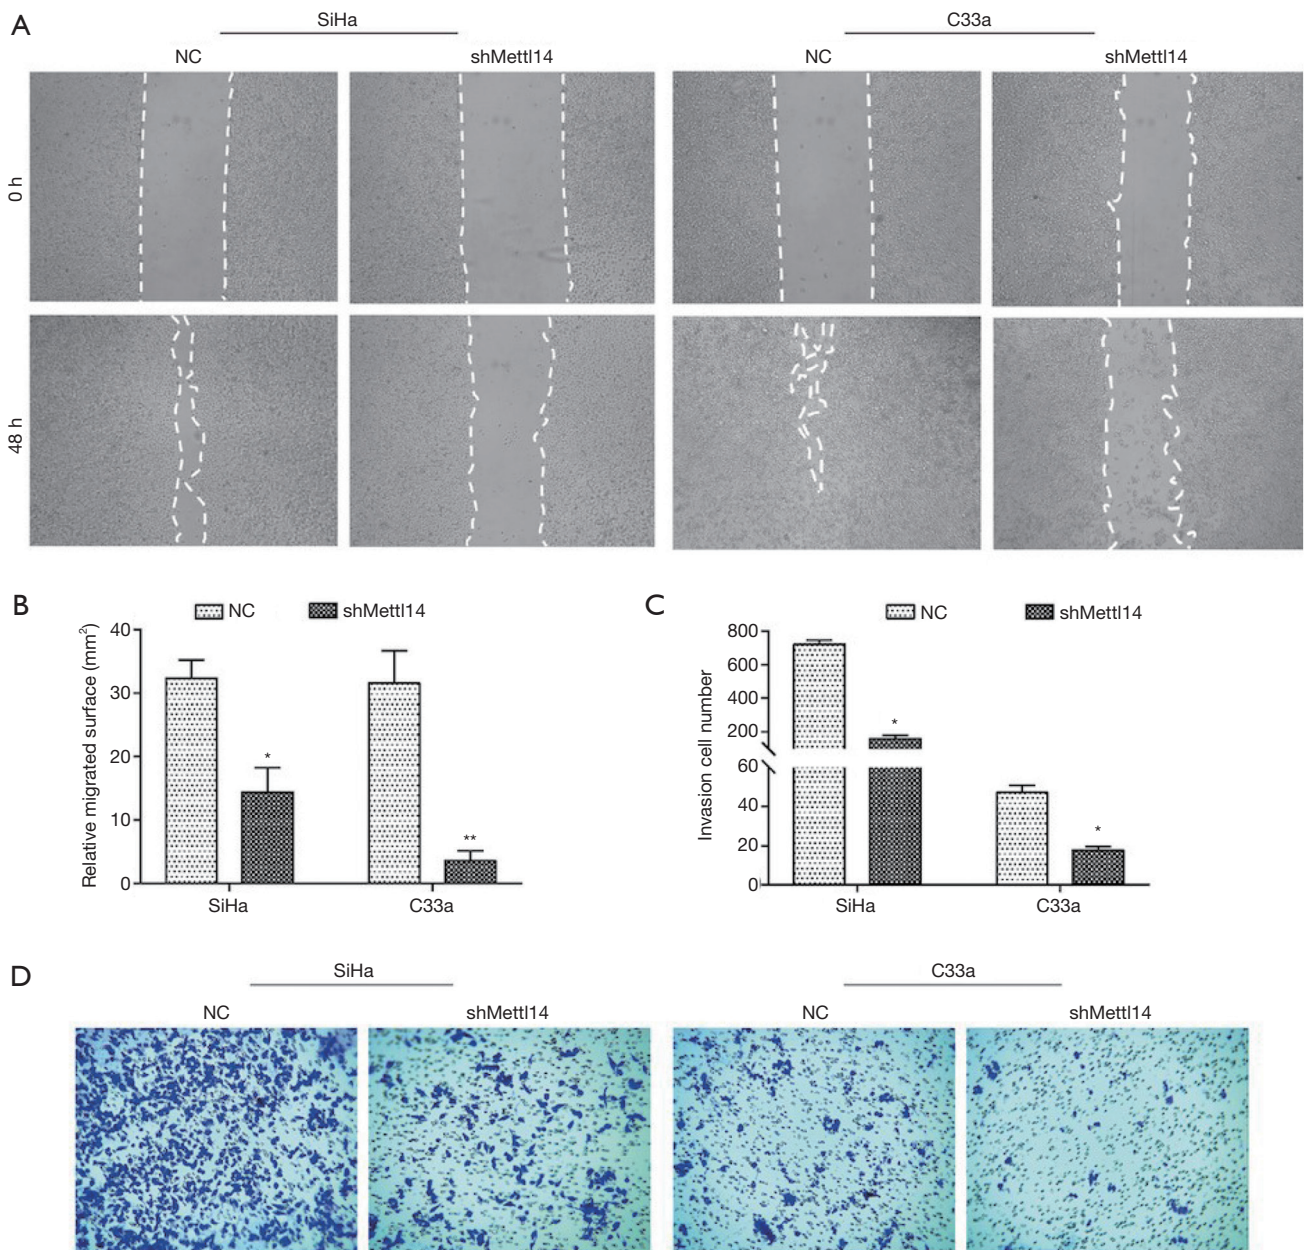 A
SiHa
C33a
NC
shMettl14
NC
shMettl14
0 h
48 h
B
NC
shMettl14
Relative migrated surface (mm²)
40
30
20
10
0
*
**
SiHa
C33a
C
NC
shMettl14
Invasion cell number
800
600
400
200
60
40
20
0
*
*
SiHa
C33a
D
SiHa
C33a
NC
shMettl14
NC
shMettl14